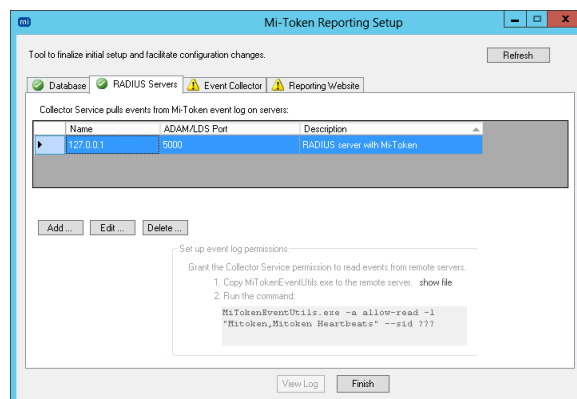 mi
Mi-Token Reporting Setup
Tool to finalize initial setup and facilitate configuration changes.
Refresh
Database RADIUS Servers Event Collector Reporting Website
Collector Service pulls events from Mi-Token event log on servers:
Name ADAM/LDS Port Description
127.0.0.1 5000 RADIUS server with Mi-Token
Add ... Edit ... Delete ...
Set up event log permissions
Grant the Collector Service permission to read events from remote servers.
1. Copy MiTokenEventUtils.exe to the remote server. show file
2. Run the command:
MiTokenEventUtils.exe -a allow-read -l
"Mitoken,Mitoken Heartbeats" --sid ???
View Log Finish